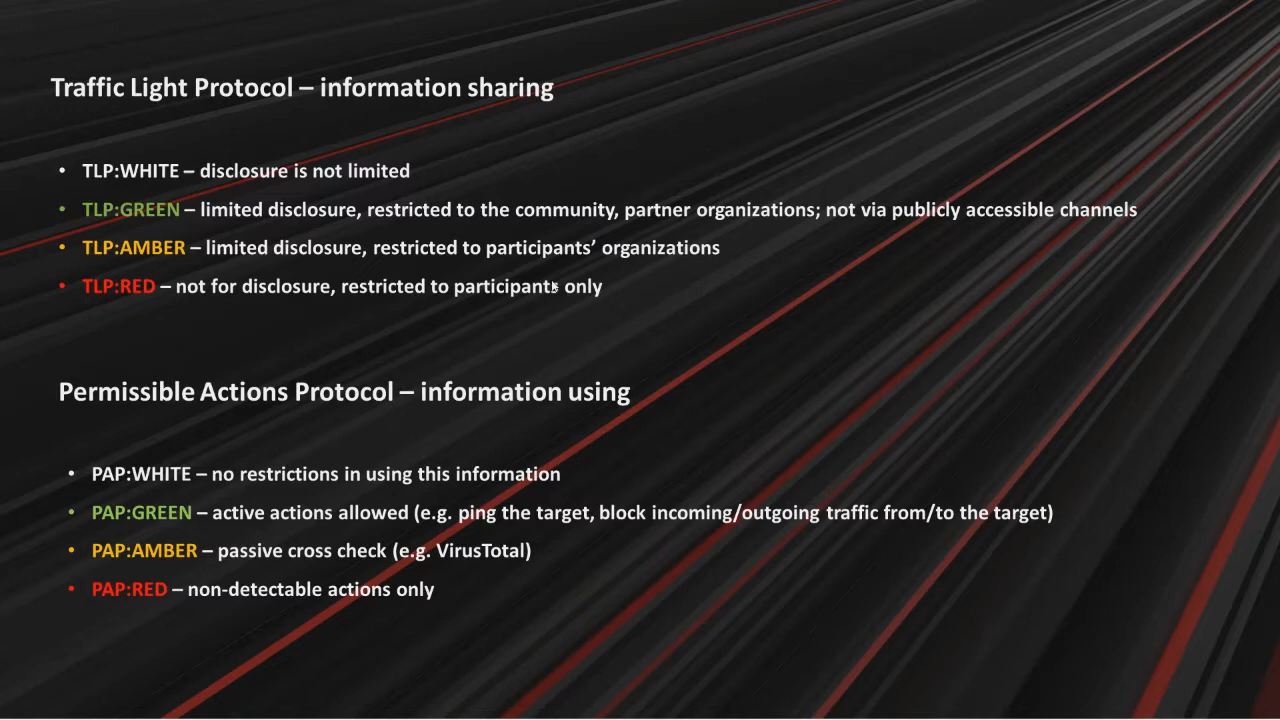 Traffic Light Protocol – information sharing
• TLP:WHITE – disclosure is not limited
• TLP:GREEN – limited disclosure, restricted to the community, partner organizations; not via publicly accessible channels
• TLP:AMBER – limited disclosure, restricted to participants’ organizations
• TLP:RED – not for disclosure, restricted to participants only
Permissible Actions Protocol – information using
• PAP:WHITE – no restrictions in using this information
• PAP:GREEN – active actions allowed (e.g. ping the target, block incoming/outgoing traffic from/to the target)
• PAP:AMBER – passive cross check (e.g. VirusTotal)
• PAP:RED – non-detectable actions only